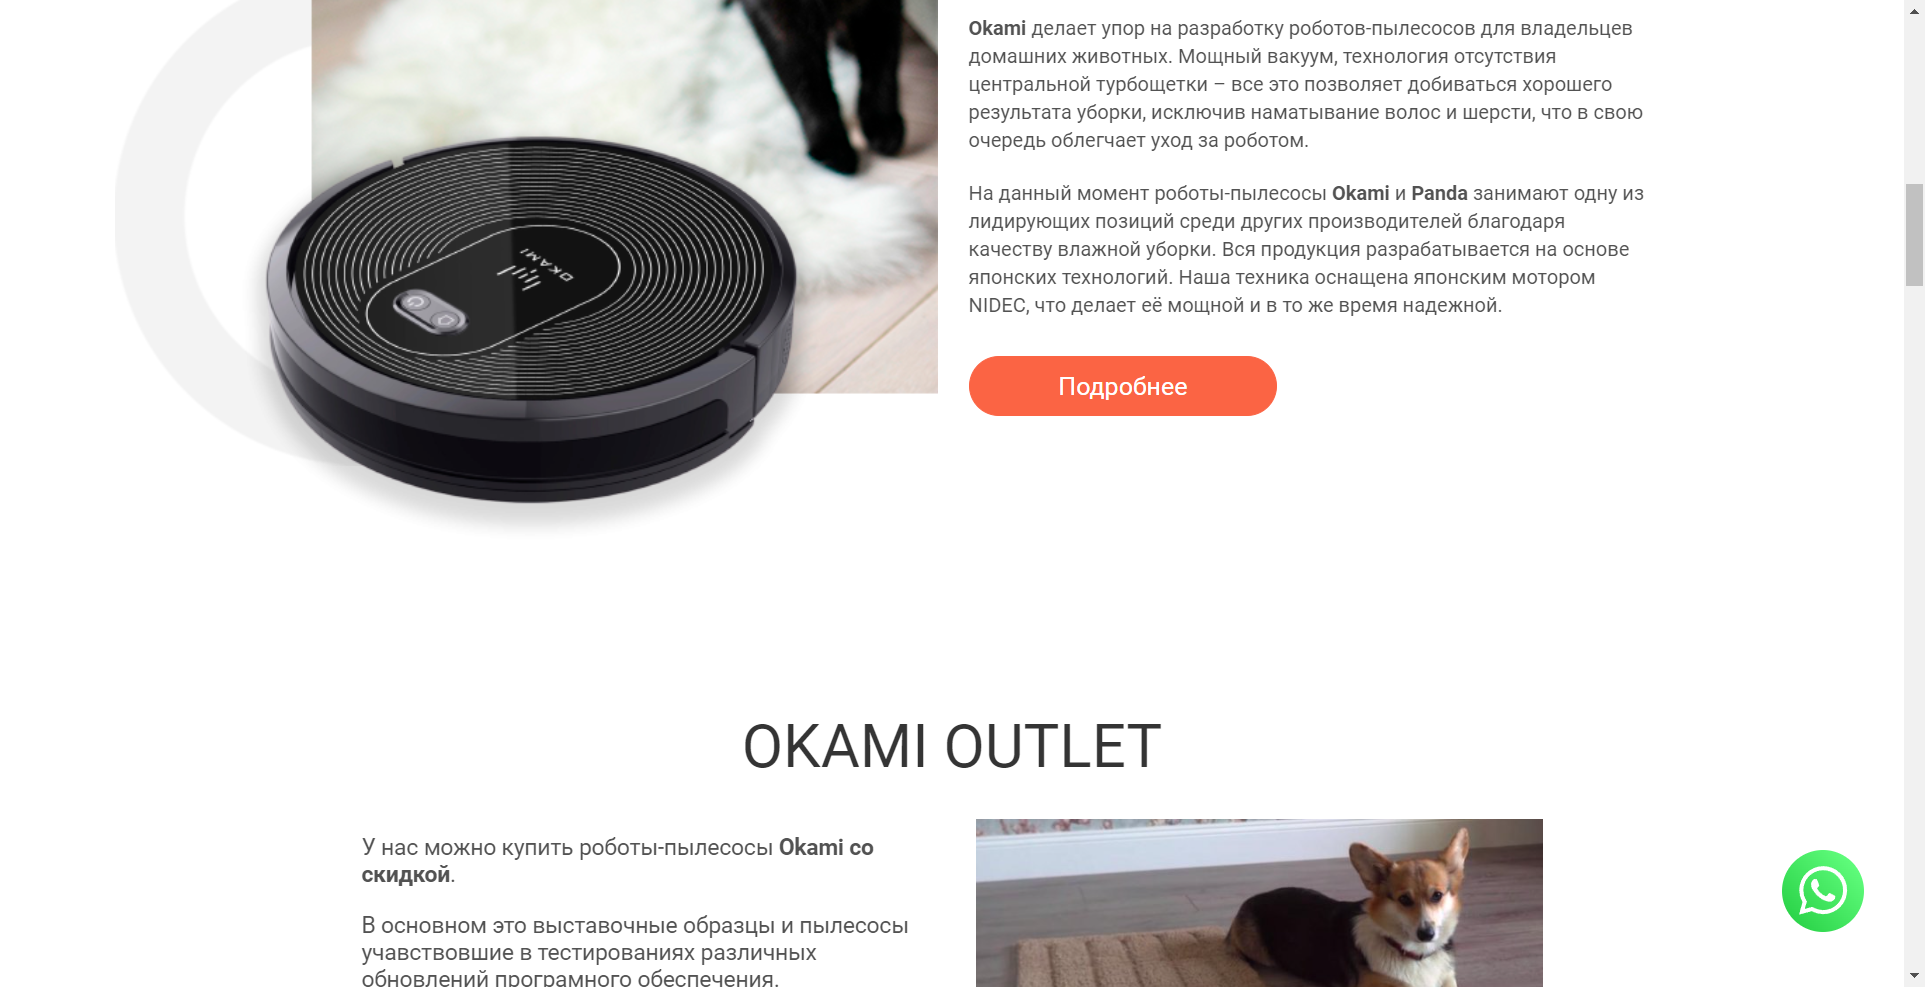 Okami делает упор на разработку роботов-пылесосов для владельцев
домашних животных. Мощный вакуум, технология отсутствия
центральной турбощетки – все это позволяет добиваться хорошего
результата уборки, исключив наматывание волос и шерсти, что в свою
очередь облегчает уход за роботом.
На данный момент роботы-пылесосы Okami и Panda занимают одну из
лидирующих позиций среди других производителей благодаря
качеству влажной уборки. Вся продукция разрабатывается на основе
японских технологий. Наша техника оснащена японским мотором
NIDEC, что делает её мощной и в то же время надежной.
Подробнее
OKAMI
OKAMI OUTLET
У нас можно купить роботы-пылесосы Okami со
скидкой.
В основном это выставочные образцы и пылесосы
учавствовшие в тестированиях различных
обновлений програмного обеспечения.